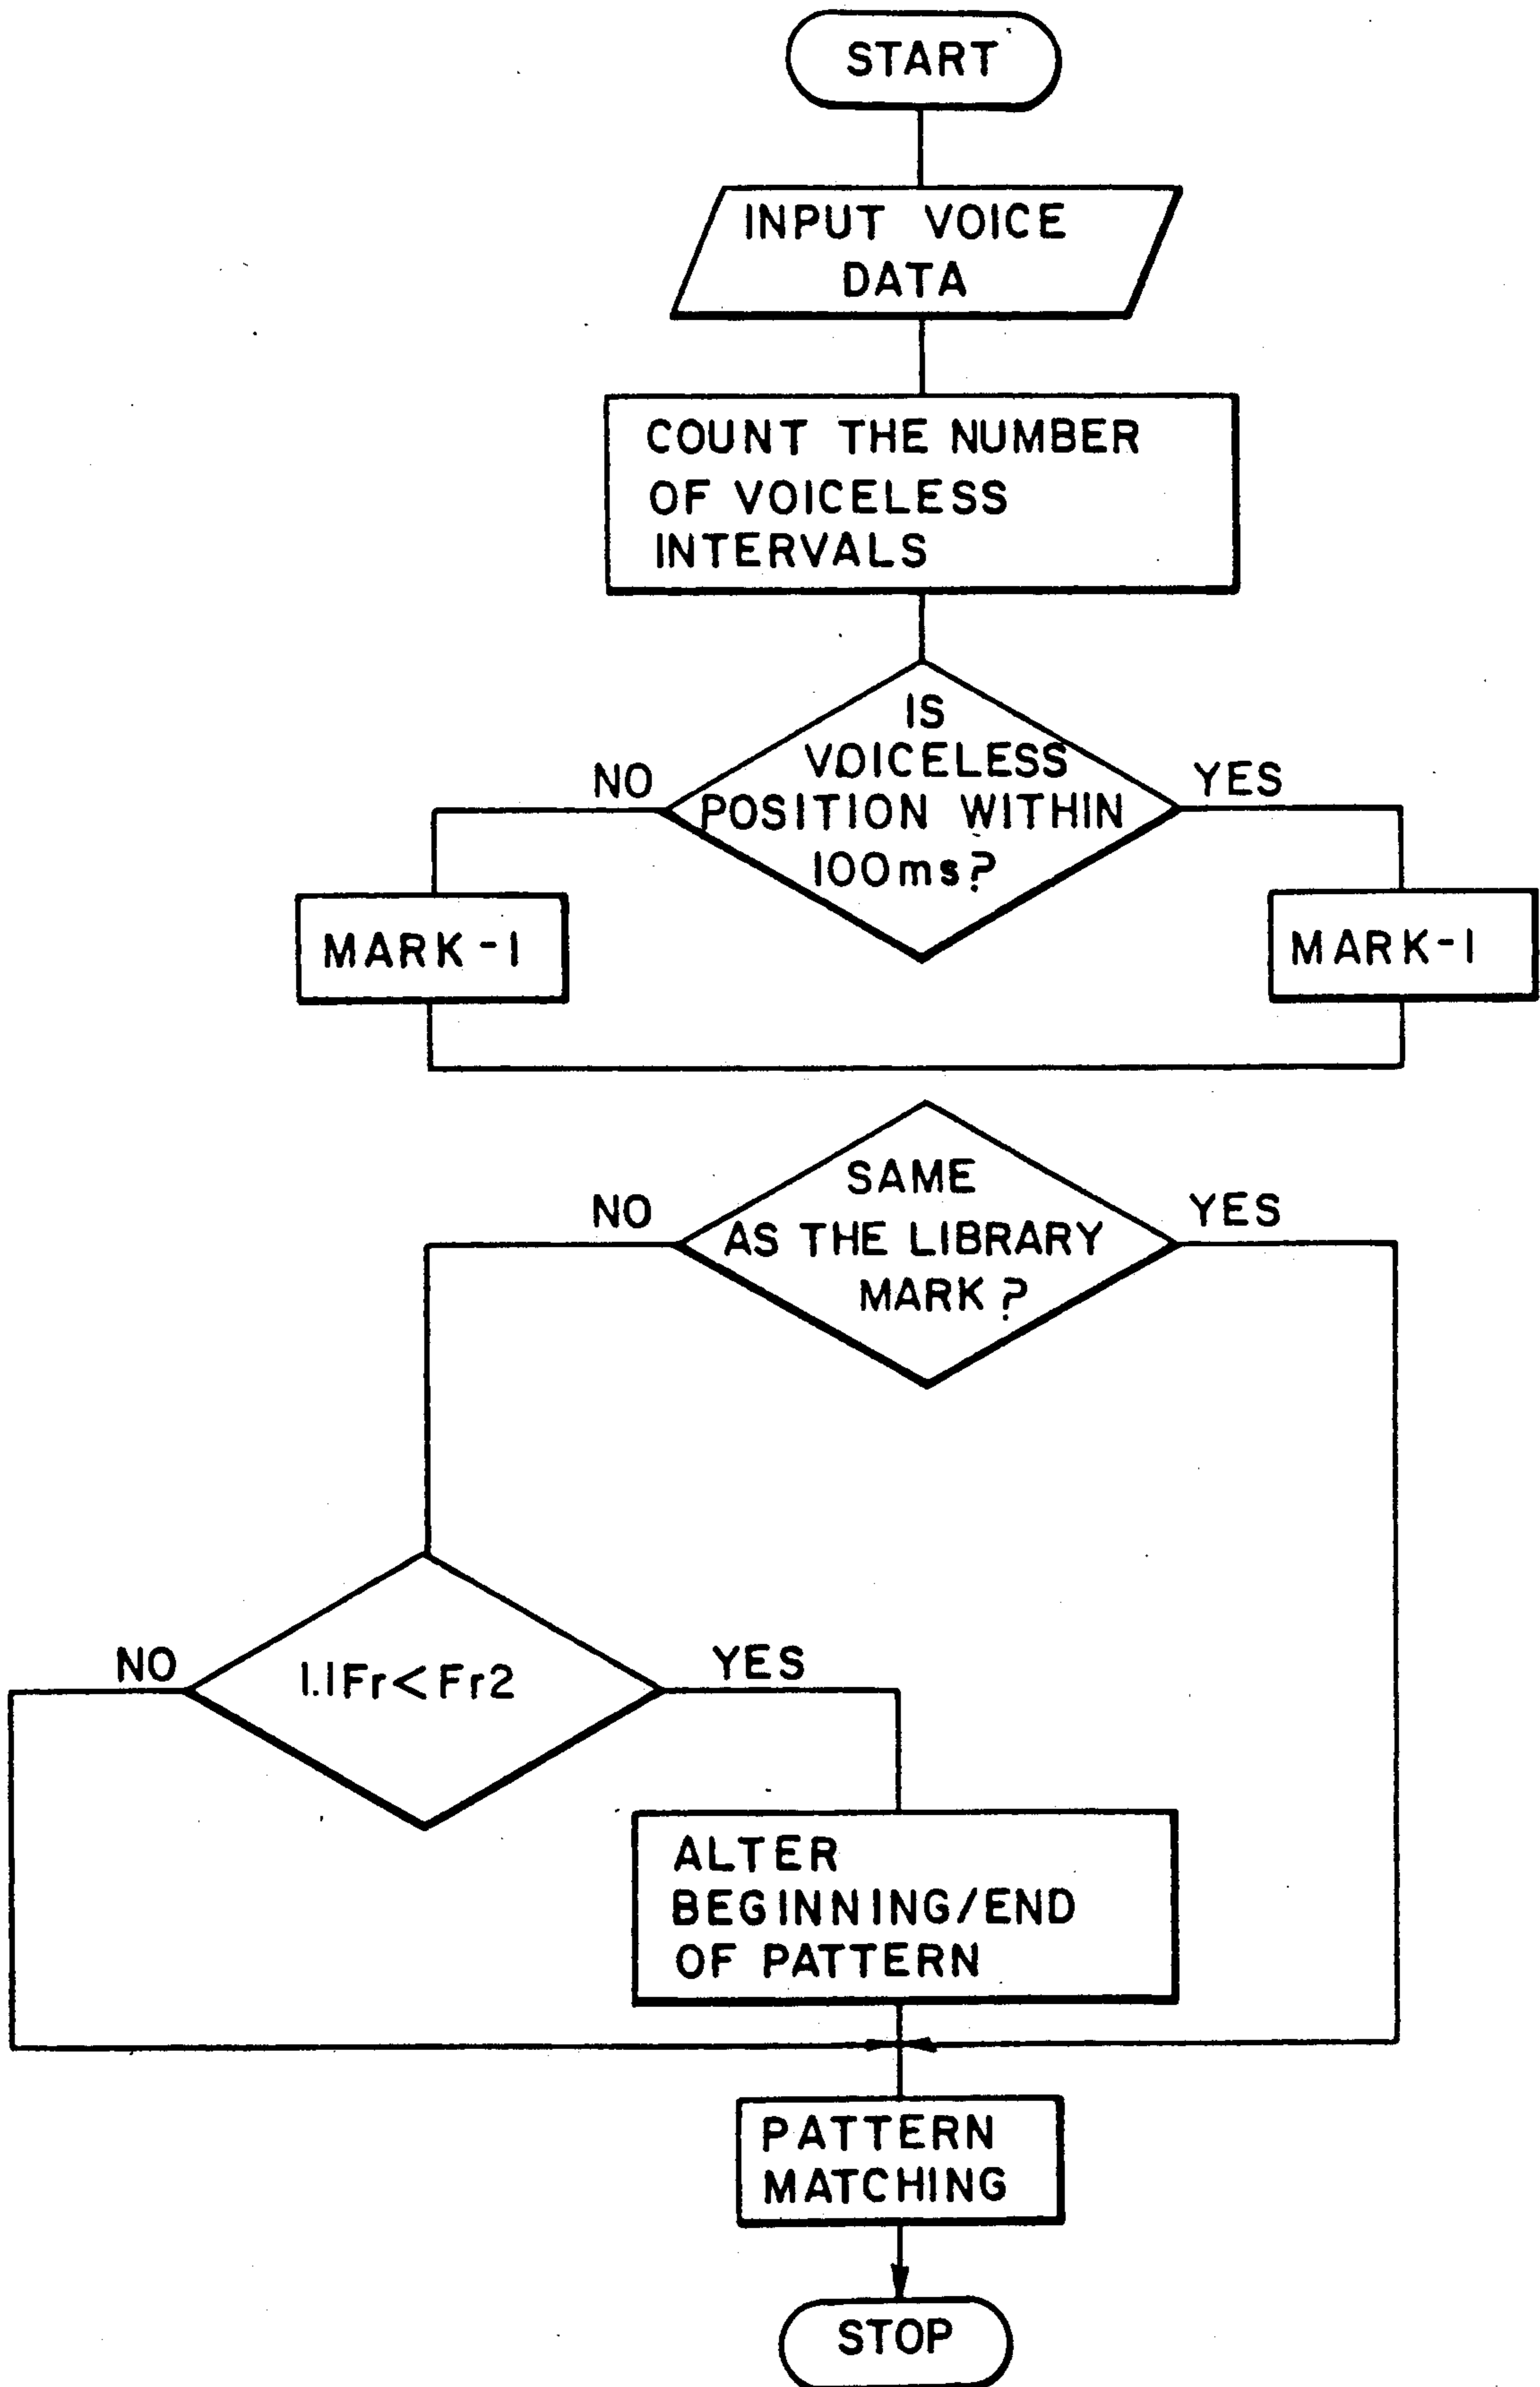 START
INPUT VOICE
DATA
COUNT THE NUMBER
OF VOICELESS
INTERVALS
IS
VOICELESS
POSITION WITHIN
100ms?
NO
YES
MARK-1
MARK-1
SAME
AS THE LIBRARY
MARK?
NO
YES
1.1Fr<Fr2
NO
YES
ALTER
BEGINNING/END
OF PATTERN
PATTERN
MATCHING
STOP